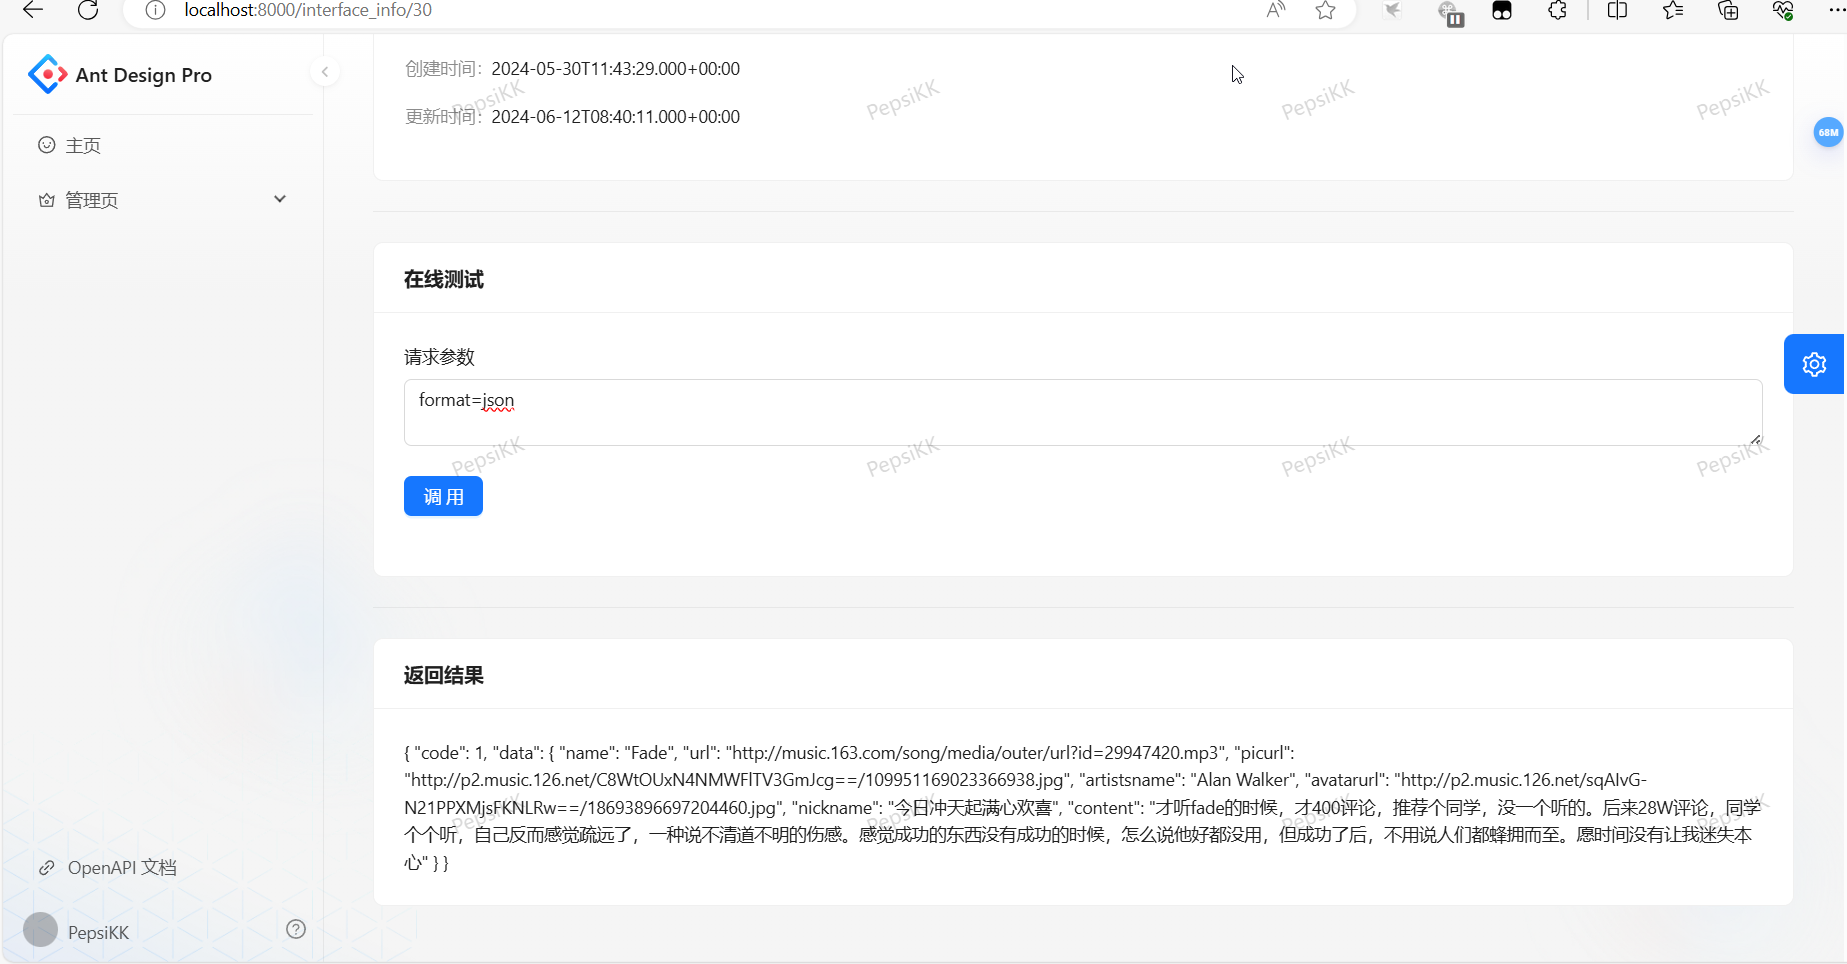 localhost:8000/interface_info/30
Ant Design Pro
主页
管理页
创建时间：2024-05-30T11:43:29.000+00:00
更新时间：2024-06-12T08:40:11.000+00:00
PepsiKK PepsiKK PepsiKK PepsiKK
68M
在线测试
请求参数
format=json
PepsiKK PepsiKK PepsiKK PepsiKK
调 用
返回结果
{ "code": 1, "data": { "name": "Fade", "url": "http://music.163.com/song/media/outer/url?id=29947420.mp3", "picurl":
"http://p2.music.126.net/C8WtOUxN4NMWFlTV3GmJcg==/109951169023366938.jpg", "artistsname": "Alan Walker", "avatarurl": "http://p2.music.126.net/sqAIvG-
N21PPXMjsFKNLRw==/18693896697204460.jpg", "nickname": "今日冲天起满心欢喜", "content": "才听fade的时候，才400评论，推荐个同学，没一个听的。后来28W评论，同学
个个听，自己反而感觉疏远了，一种说不清道不明的伤感。感觉成功的东西没有成功的时候，怎么说他好都没用，但成功了后，不用说人们都蜂拥而至。愿时间没有让我迷失本
心" } }
PepsiKK PepsiKK PepsiKK PepsiKK
OpenAPI 文档
PepsiKK